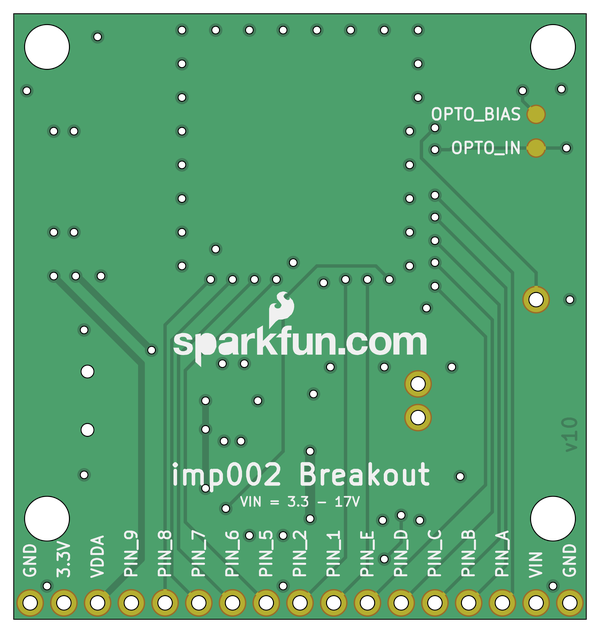 OPTO_BIAS
OPTO_IN
sparkfun.com
v10
imp002 Breakout
VIN = 3.3 - 17V
GND
3.3V
VDDA
PIN_9
PIN_8
PIN_7
PIN_6
PIN_5
PIN_2
PIN_1
PIN_E
PIN_D
PIN_C
PIN_B
PIN_A
VIN
GND